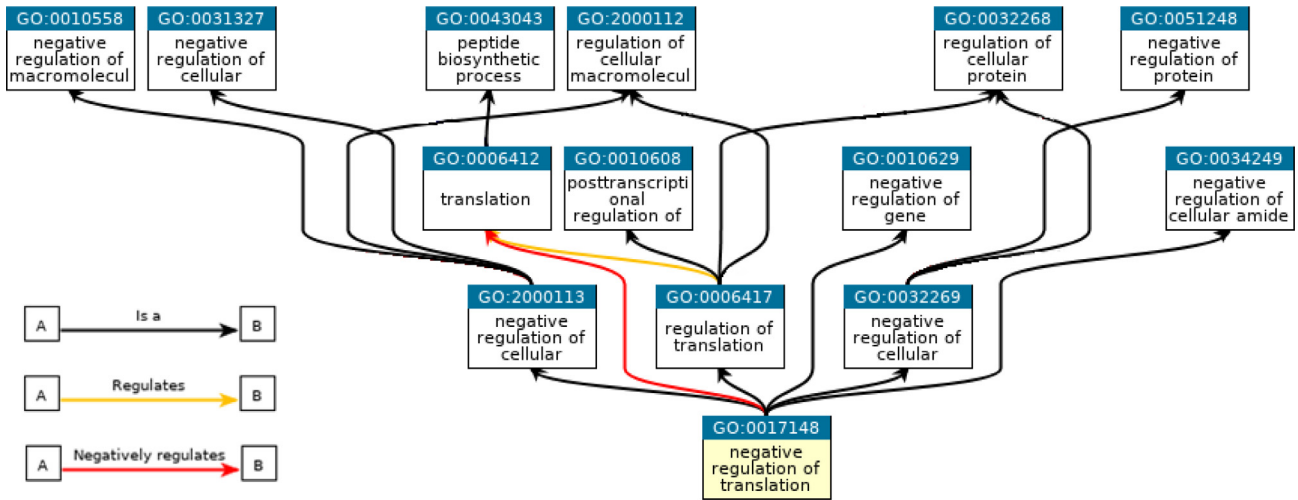 GO:0010558
negative
regulation of
macromolecul
GO:0031327
negative
regulation of
cellular
GO:0043043
peptide
biosynthetic
process
GO:2000112
regulation of
cellular
macromolecul
GO:0032268
regulation of
cellular
protein
GO:0051248
negative
regulation of
protein
GO:0006412
translation
GO:0010608
posttranscripti
onal
regulation of
GO:0010629
negative
regulation of
gene
GO:0034249
negative
regulation of
cellular amide
GO:2000113
negative
regulation of
cellular
GO:0006417
regulation of
translation
GO:0032269
negative
regulation of
cellular
GO:0017148
negative
regulation of
translation
A
Is a
B
A
Regulates
B
A
Negatively regulates
B